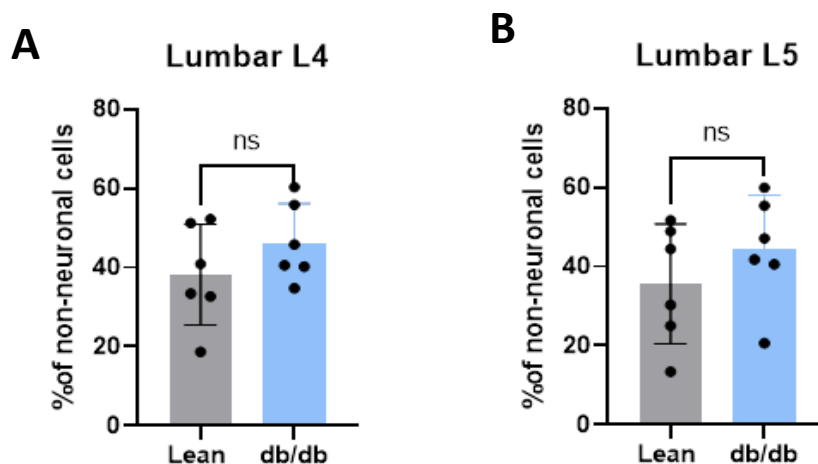 A
Lumbar L4
%of non-neuronal cells
80
60
40
20
0
ns
Lean db/db
B
Lumbar L5
%of non-neuronal cells
80
60
40
20
0
ns
Lean db/db